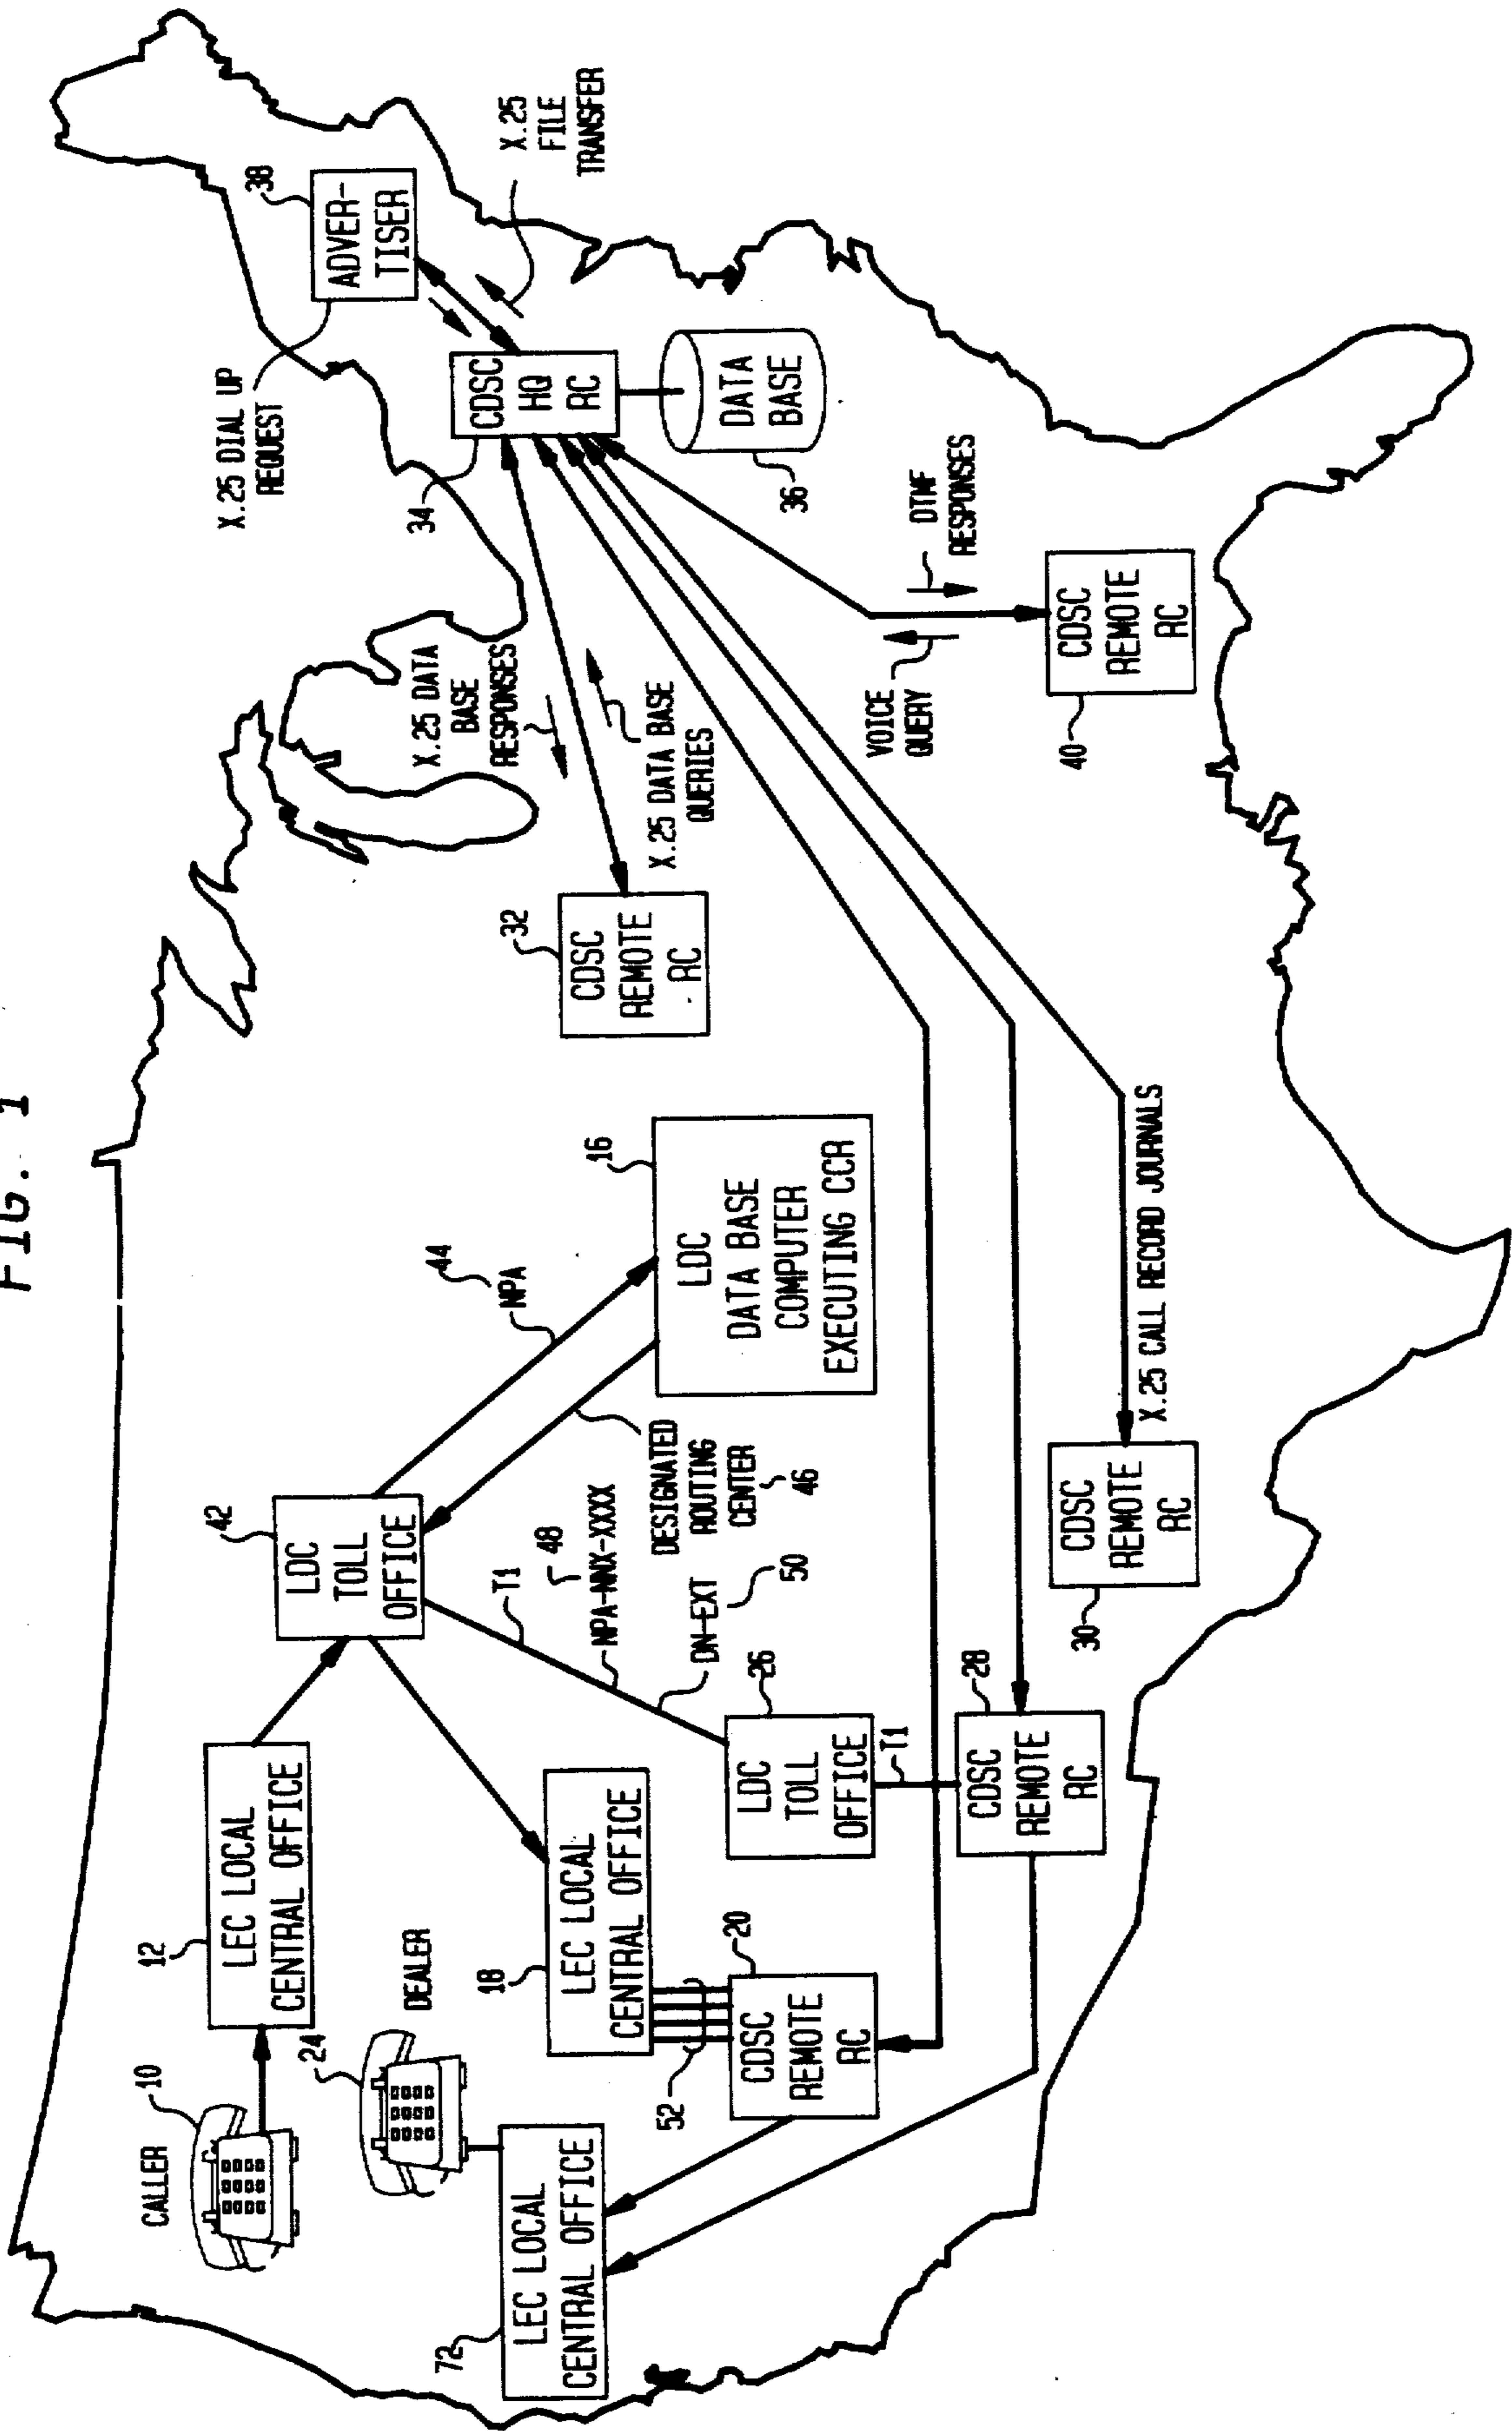 FIG. 1
CALLER
10
12
LEC LOCAL
CENTRAL OFFICE
24
DEALER
72
LEC LOCAL
CENTRAL OFFICE
18
LEC LOCAL
CENTRAL OFFICE
52
20
CDSC
REMOTE
RC
42
LDC
TOLL
OFFICE
44
NPA
16
LDC
DATA BASE
COMPUTER
EXECUTING CCR
DESIGNATED
ROUTING
CENTER
46
T1
48
NPA-NNX-XXXX
DN-EXT
50
26
LDC
TOLL
OFFICE
T1
28
CDSC
REMOTE
RC
30
CDSC
REMOTE
RC
X.25 CALL RECORD JOURNALS
32
CDSC
REMOTE
RC
X.25 DATA
BASE
RESPONSES
X.25 DATA BASE
QUERIES
X.25 DIAL UP
REQUEST
38
ADVER-
TISER
X.25
FILE
TRANSFER
34
CDSC
HQ
RC
DATA
BASE
36
VOICE
QUERY
DTMF
RESPONSES
40
CDSC
REMOTE
RC